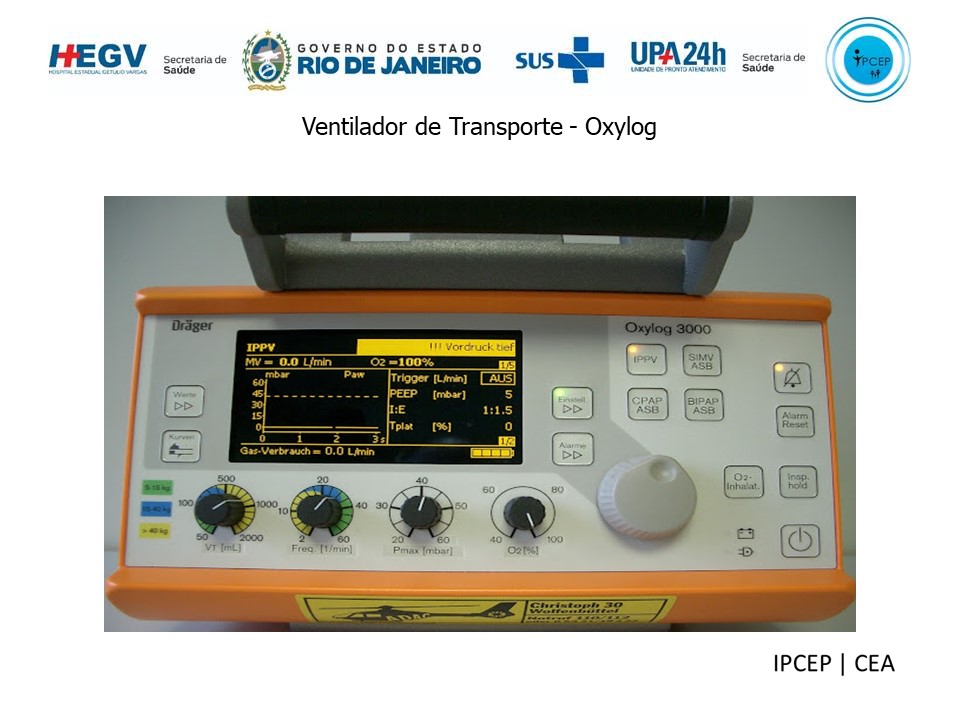 HEGV
HOSPITAL ESTADUAL GETÚLIO VARGAS
Secretaria de
Saúde
GOVERNO DO ESTADO
RIO DE JANEIRO
SUS
UPA24h
UNIDADE DE PRONTO ATENDIMENTO
Secretaria de
Saúde
IPCEP
Ventilador de Transporte - Oxylog
Dräger
Oxylog 3000
IPPV !!! Vordruck tief
MV = 0.0 L/min O2 =100% 1/5
mbar Paw
60
45
30
15
0
0 1 2 3 s
Trigger [L/min] AUS
PEEP [mbar] 5
I:E 1:1.5
Tplat [%] 0
1/2
Gas-Verbrauch = 0.0 L/min
Werte
Kurven
Einstell.
Alarme
IPPV
SIMV
ASB
CPAP
ASB
BIPAP
ASB
Alarm
Reset
O2-
Inhalat.
Insp.
hold
5-15 kg
15-40 kg
> 40 kg
50 100 500 1000 2000
VT [mL]
2 10 20 40 60
Freq. [1/min]
20 30 40 50 60
Pmax [mbar]
40 60 80 100
O2 [%]
ADAC
Christoph 30
Wolfenbüttel
Notruf 110/112
IPCEP | CEA